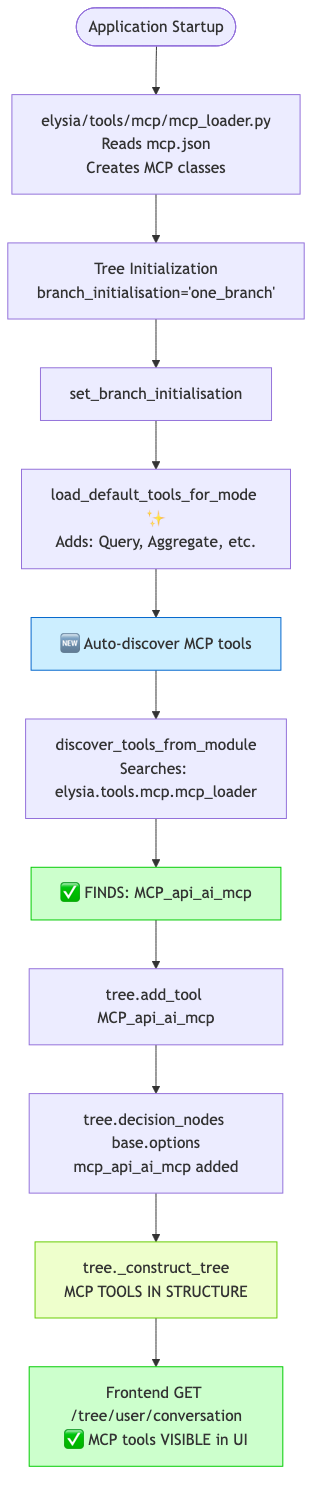 Application Startup
elysia/tools/mcp/mcp_loader.py
Reads mcp.json
Creates MCP classes
Tree Initialization
branch_initialisation='one_branch'
set_branch_initialisation
load_default_tools_for_mode
✨
Adds: Query, Aggregate, etc.
🆕 Auto-discover MCP tools
discover_tools_from_module
Searches:
elysia.tools.mcp.mcp_loader
✅ FINDS: MCP_api_ai_mcp
tree.add_tool
MCP_api_ai_mcp
tree.decision_nodes
base.options
mcp_api_ai_mcp added
tree._construct_tree
MCP TOOLS IN STRUCTURE
Frontend GET
/tree/user/conversation
✅ MCP tools VISIBLE in UI